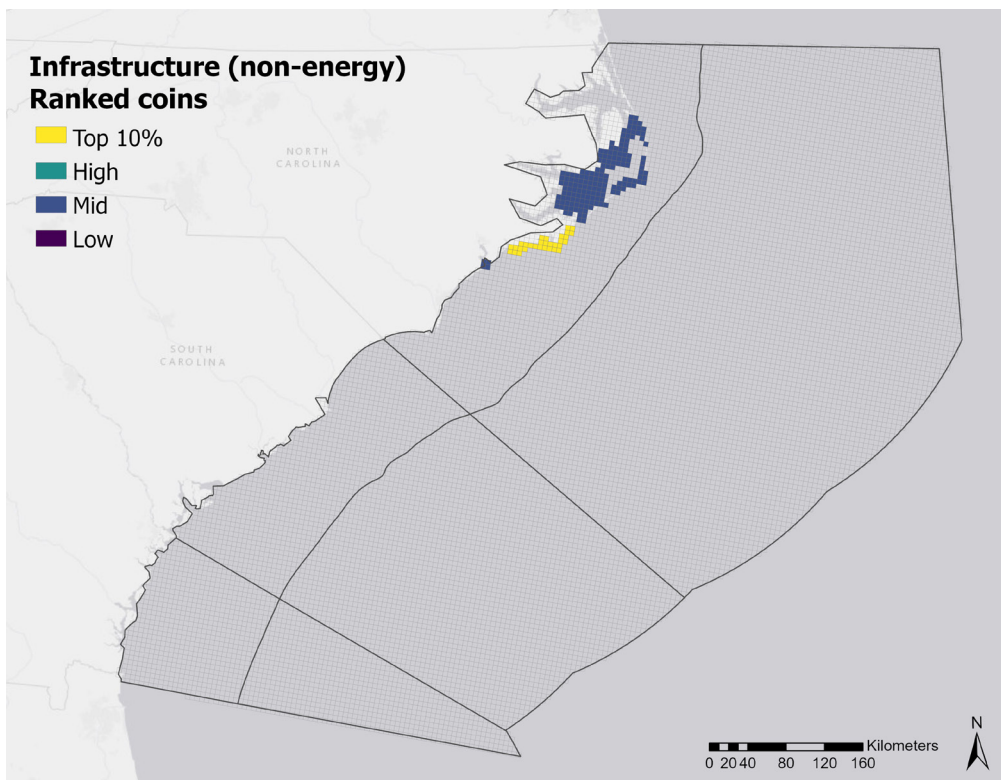 Infrastructure (non-energy)
Ranked coins
Top 10%
High
Mid
Low
NORTH
CAROLINA
SOUTH
CAROLINA
N
Kilometers
0 20 40 80 120 160